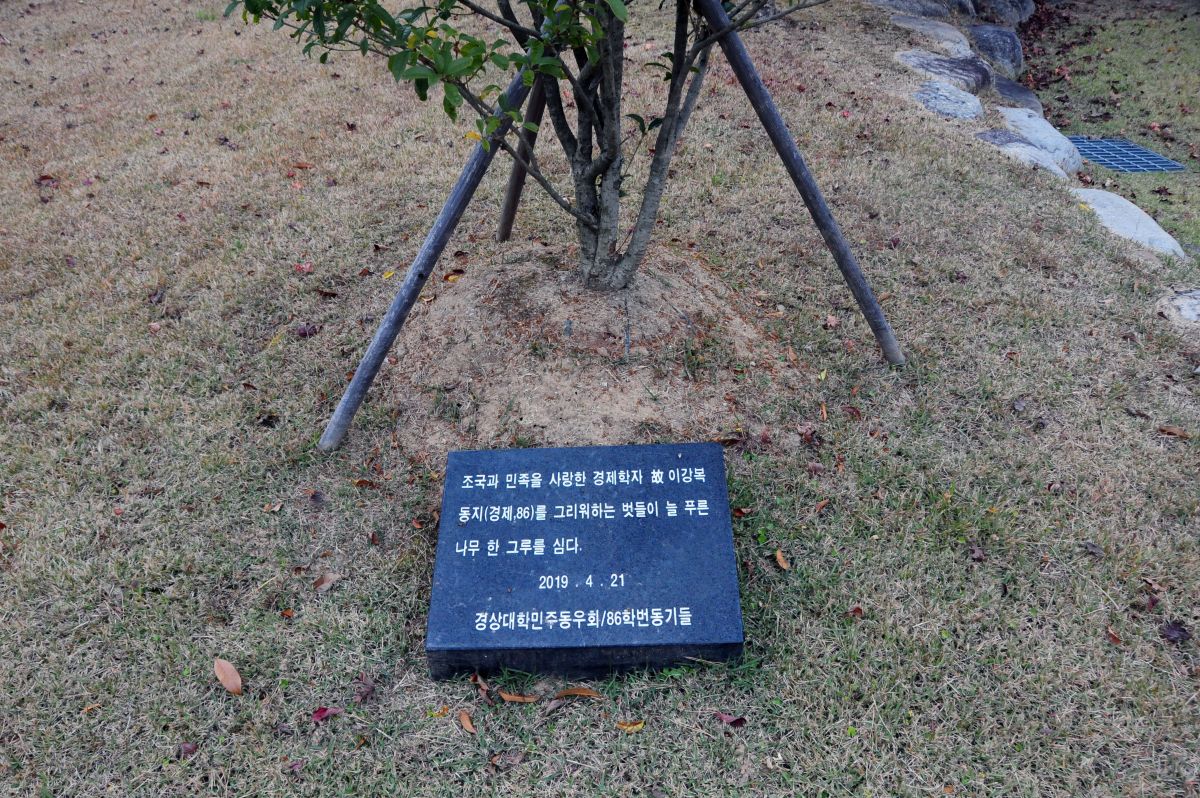 조국과 민족을 사랑한 경제학자 故 이강복
동지(경제,86)를 그리워하는 벗들이 늘 푸른
나무 한 그루를 심다.
2019 . 4 . 21
경상대학민주동우회/86학번동기들